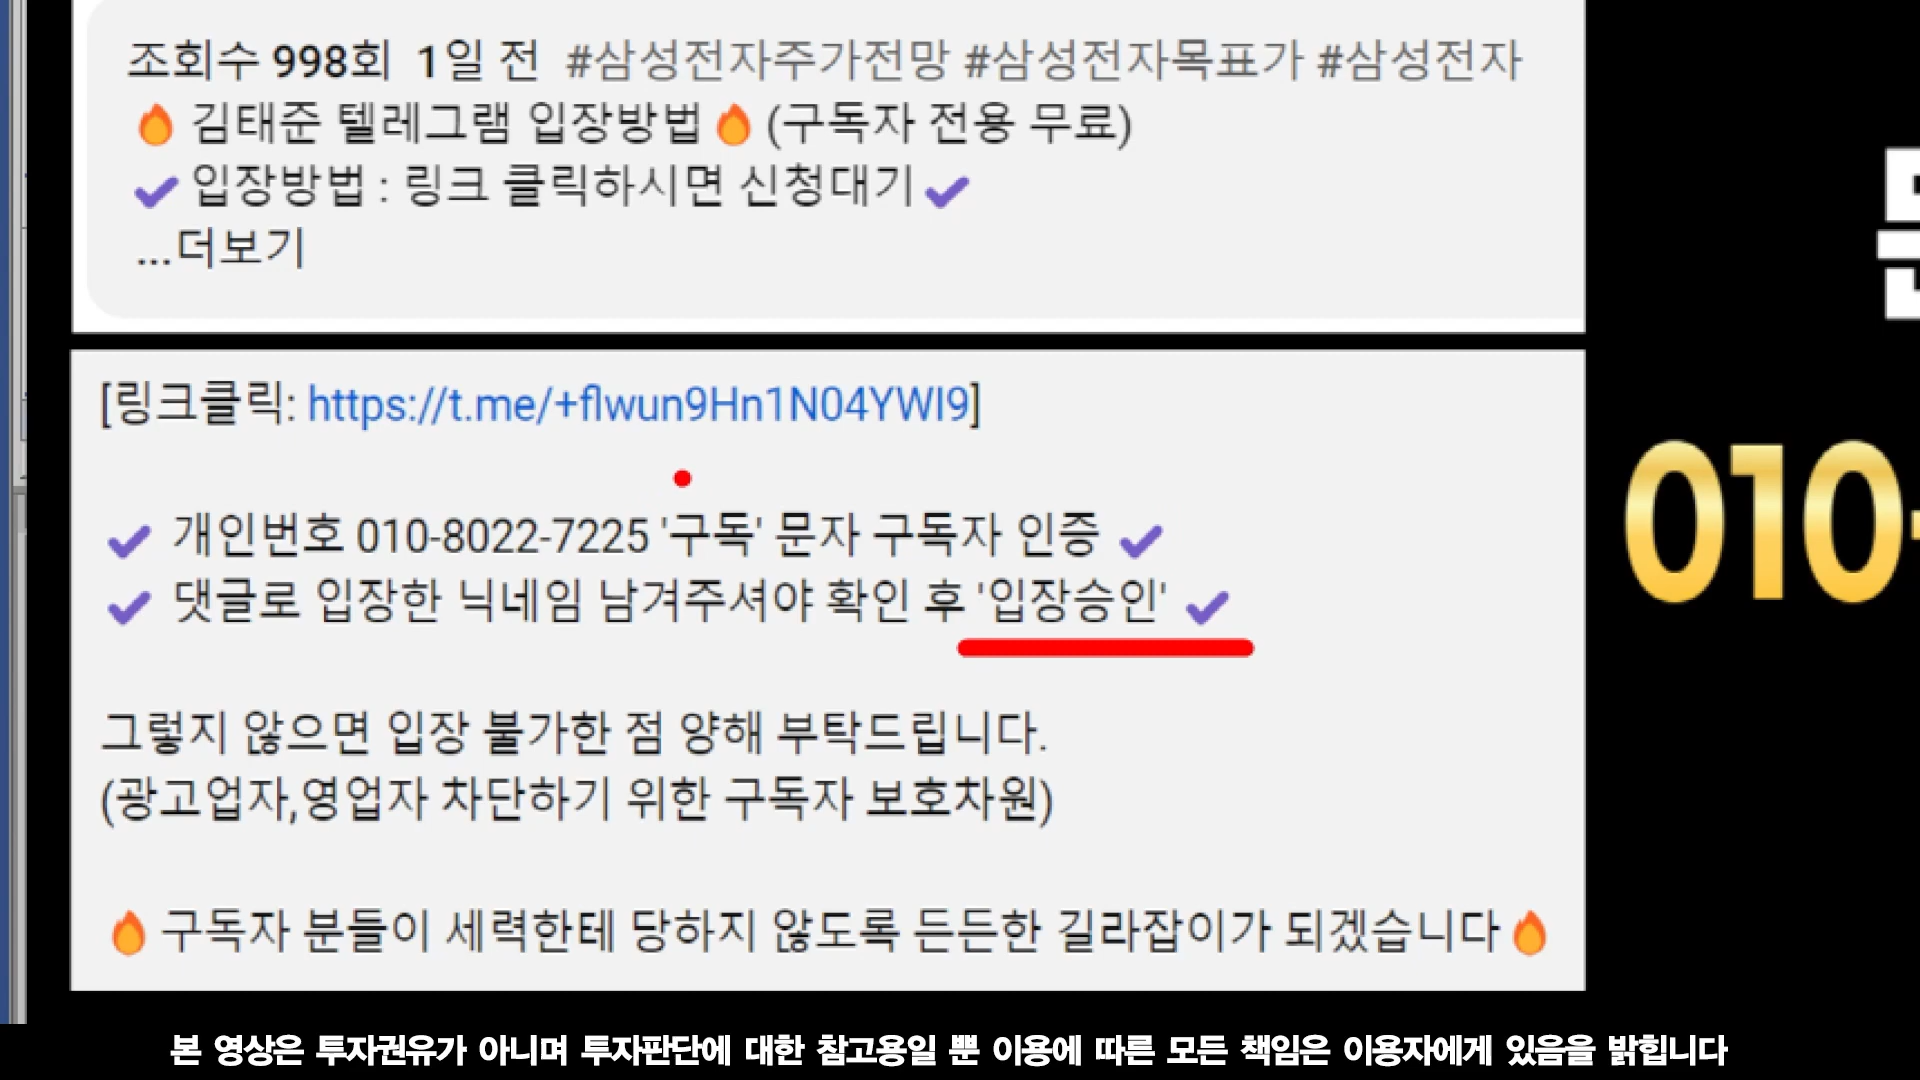 조회수 998회 1일 전 #삼성전자주가전망 #삼성전자목표가 #삼성전자
🔥 김태준 텔레그램 입장방법🔥 (구독자 전용 무료)
✔ 입장방법 : 링크 클릭하시면 신청대기✔
...더보기
[링크클릭: https://t.me/+flwun9Hn1N04YWI9]
✔ 개인번호 010-8022-7225 '구독' 문자 구독자 인증 ✔
✔ 댓글로 입장한 닉네임 남겨주셔야 확인 후 '입장승인' ✔
그렇지 않으면 입장 불가한 점 양해 부탁드립니다.
(광고업자,영업자 차단하기 위한 구독자 보호차원)
🔥 구독자 분들이 세력한테 당하지 않도록 든든한 길라잡이가 되겠습니다🔥
010-
본 영상은 투자권유가 아니며 투자판단에 대한 참고용일 뿐 이용에 따른 모든 책임은 이용자에게 있음을 밝힙니다